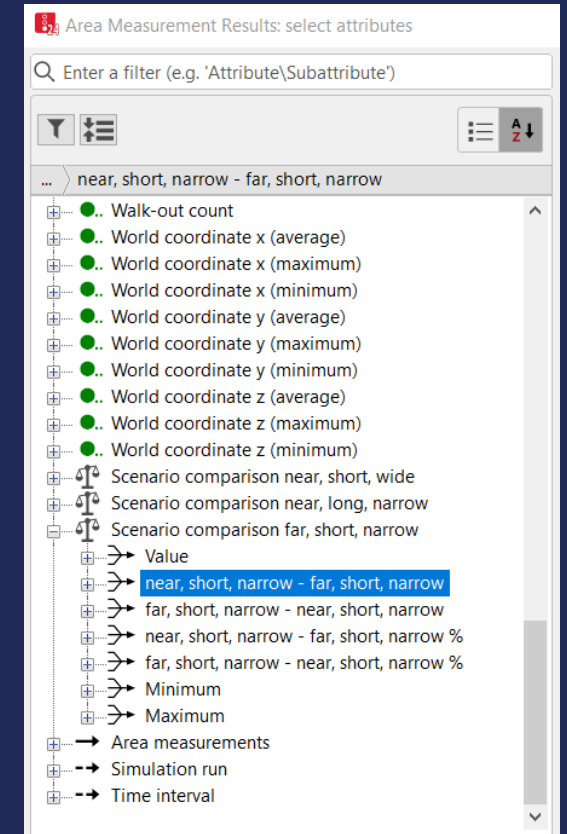 24
Area Measurement Results: select attributes
Enter a filter (e.g. 'Attribute\Subattribute')
A
Z
... near, short, narrow - far, short, narrow
Walk-out count
World coordinate x (average)
World coordinate x (maximum)
World coordinate x (minimum)
World coordinate y (average)
World coordinate y (maximum)
World coordinate y (minimum)
World coordinate z (average)
World coordinate z (maximum)
World coordinate z (minimum)
Scenario comparison near, short, wide
Scenario comparison near, long, narrow
Scenario comparison far, short, narrow
Value
near, short, narrow - far, short, narrow
far, short, narrow - near, short, narrow
near, short, narrow - far, short, narrow %
far, short, narrow - near, short, narrow %
Minimum
Maximum
Area measurements
Simulation run
Time interval